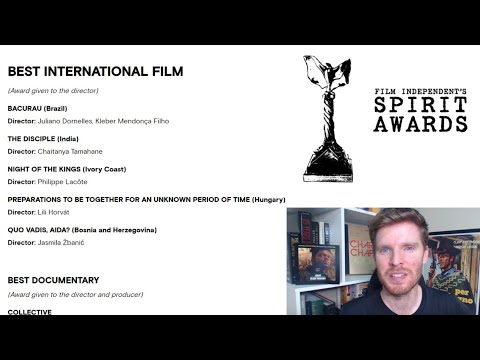 BEST INTERNATIONAL FILM
(Award given to the director)
BACURAU (Brazil)
Director: Juliano Dornelles, Kleber Mendonça Filho
THE DISCIPLE (India)
Director: Chaitanya Tamahane
NIGHT OF THE KINGS (Ivory Coast)
Director: Philippe Lacôte
PREPARATIONS TO BE TOGETHER FOR AN UNKNOWN PERIOD OF TIME (Hungary)
Director: Lili Horvát
QUO VADIS, AIDA? (Bosnia and Herzegovina)
Director: Jasmila Žbanić
BEST DOCUMENTARY
(Award given to the director and producer)
COLLECTIVE
FILM INDEPENDENT'S
SPIRIT
AWARDS
per